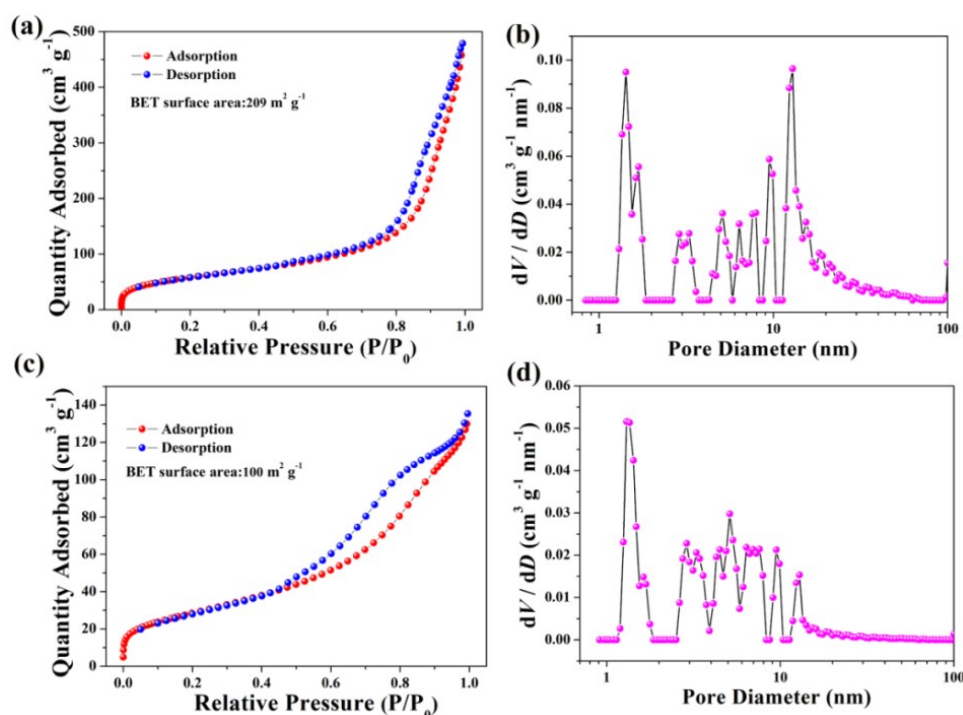 (a)
500
400
300
200
100
0
Quantity Adsorbed (cm³ g⁻¹)
Adsorption
Desorption
BET surface area:209 m² g⁻¹
0.0 0.2 0.4 0.6 0.8 1.0
Relative Pressure (P/P₀)
(b)
0.10
0.08
0.06
0.04
0.02
0.00
dV / dD (cm³ g⁻¹ nm⁻¹)
1 10 100
Pore Diameter (nm)
(c)
140
120
100
80
60
40
20
0
Quantity Adsorbed (cm³ g⁻¹)
Adsorption
Desorption
BET surface area:100 m² g⁻¹
0.0 0.2 0.4 0.6 0.8 1.0
Relative Pressure (P/P₀)
(d)
0.06
0.05
0.04
0.03
0.02
0.01
0.00
dV / dD (cm³ g⁻¹ nm⁻¹)
1 10 100
Pore Diameter (nm)